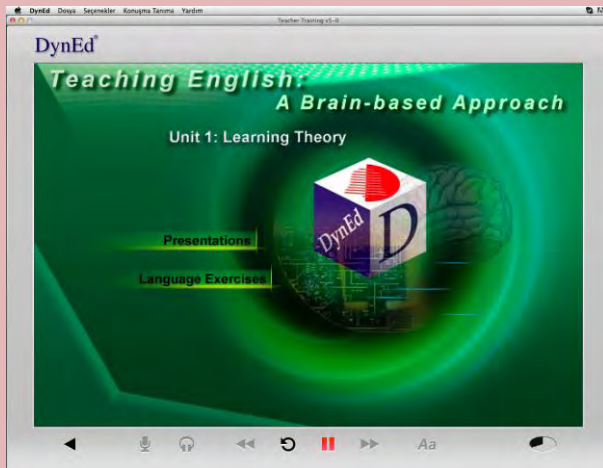 DynEd Dosya Seçenekler Konuşma Tanıma Yardım
Teacher Training v5-8
DynEd®
Teaching English:
A Brain-based Approach
Unit 1: Learning Theory
DynEd
D
Presentations
Language Exercises
Aa